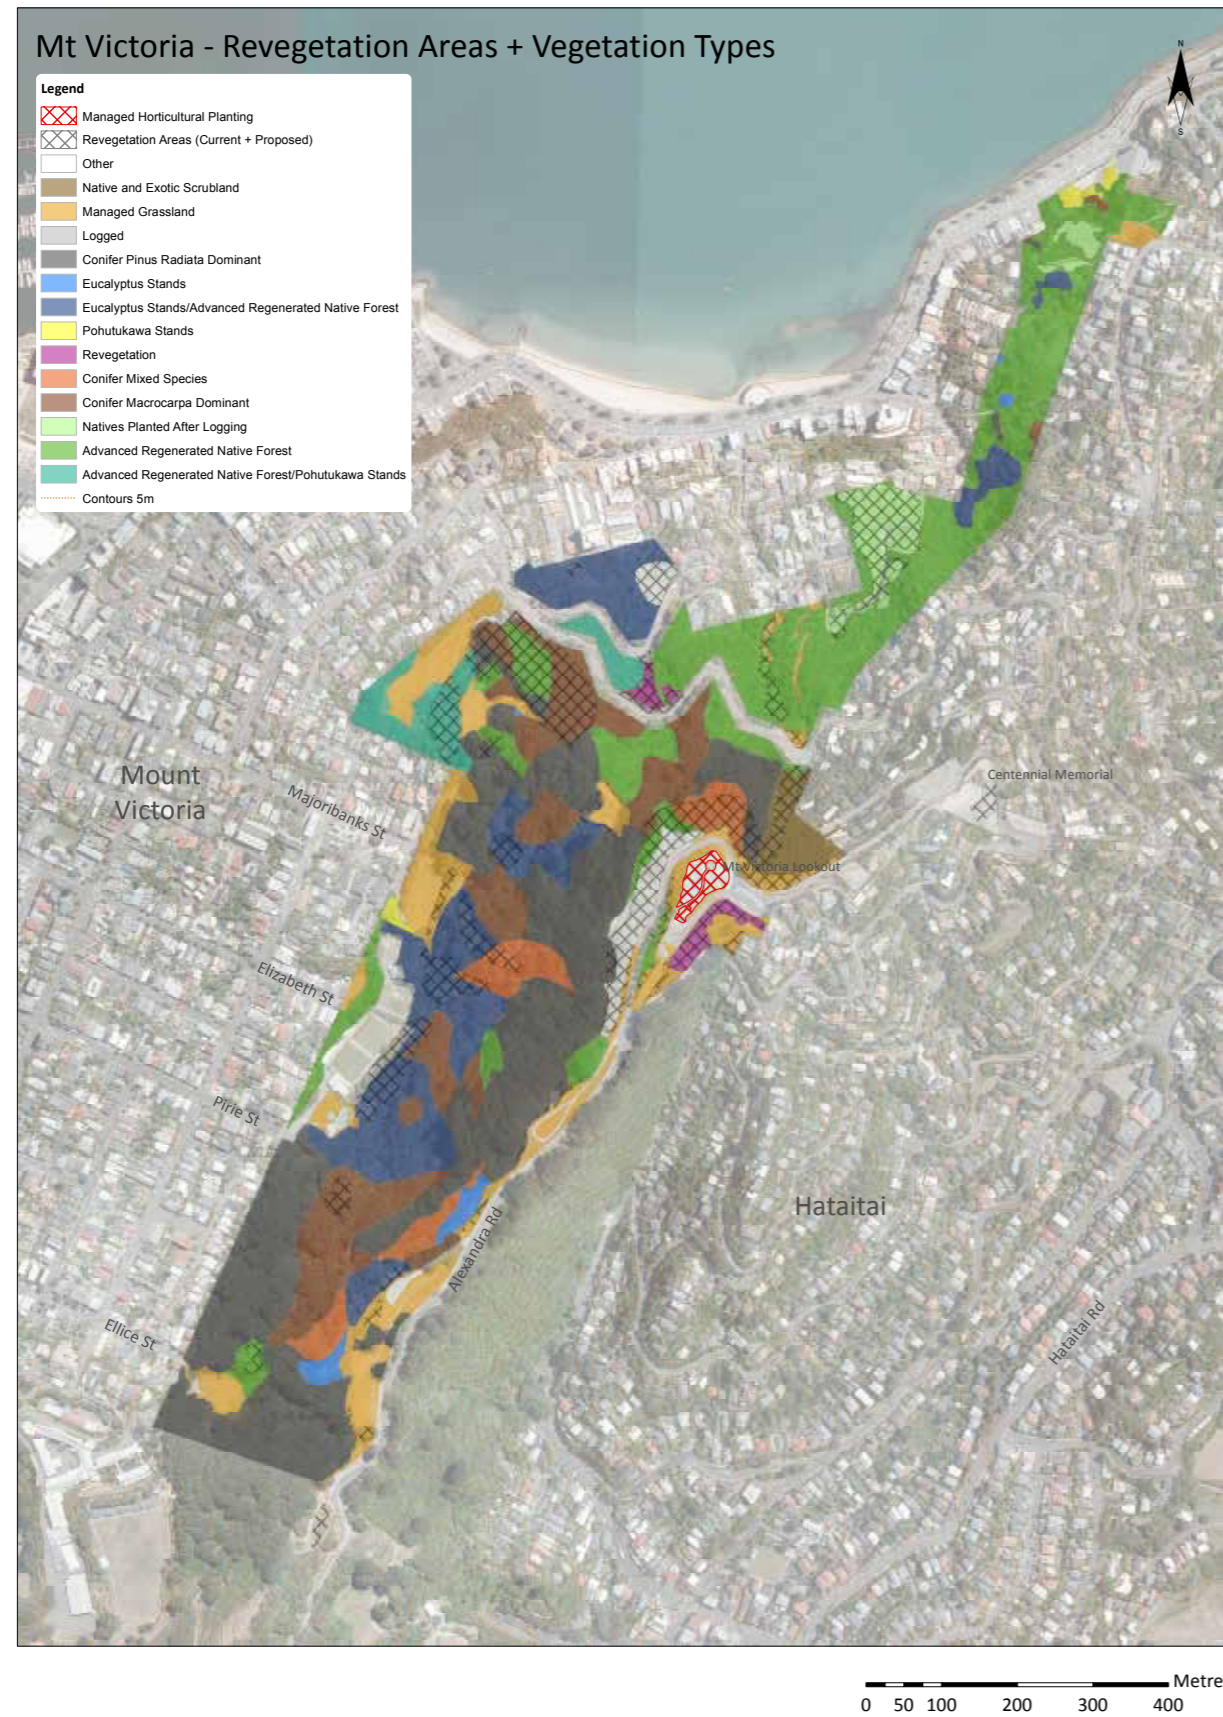 Mt Victoria - Revegetation Areas + Vegetation Types
Legend
Managed Horticultural Planting
Revegetation Areas (Current + Proposed)
Other
Native and Exotic Scrubland
Managed Grassland
Logged
Conifer Pinus Radiata Dominant
Eucalyptus Stands
Eucalyptus Stands/Advanced Regenerated Native Forest
Pohutukawa Stands
Revegetation
Conifer Mixed Species
Conifer Macrocarpa Dominant
Natives Planted After Logging
Advanced Regenerated Native Forest
Advanced Regenerated Native Forest/Pohutukawa Stands
Contours 5m
N
S
Mount
Victoria
Majoribanks St
Centennial Memorial
Mt Victoria Lookout
Elizabeth St
Pirie St
Hataitai
Alexandra Rd
Ellice St
Hataitai Rd
Metre
0 50 100 200 300 400